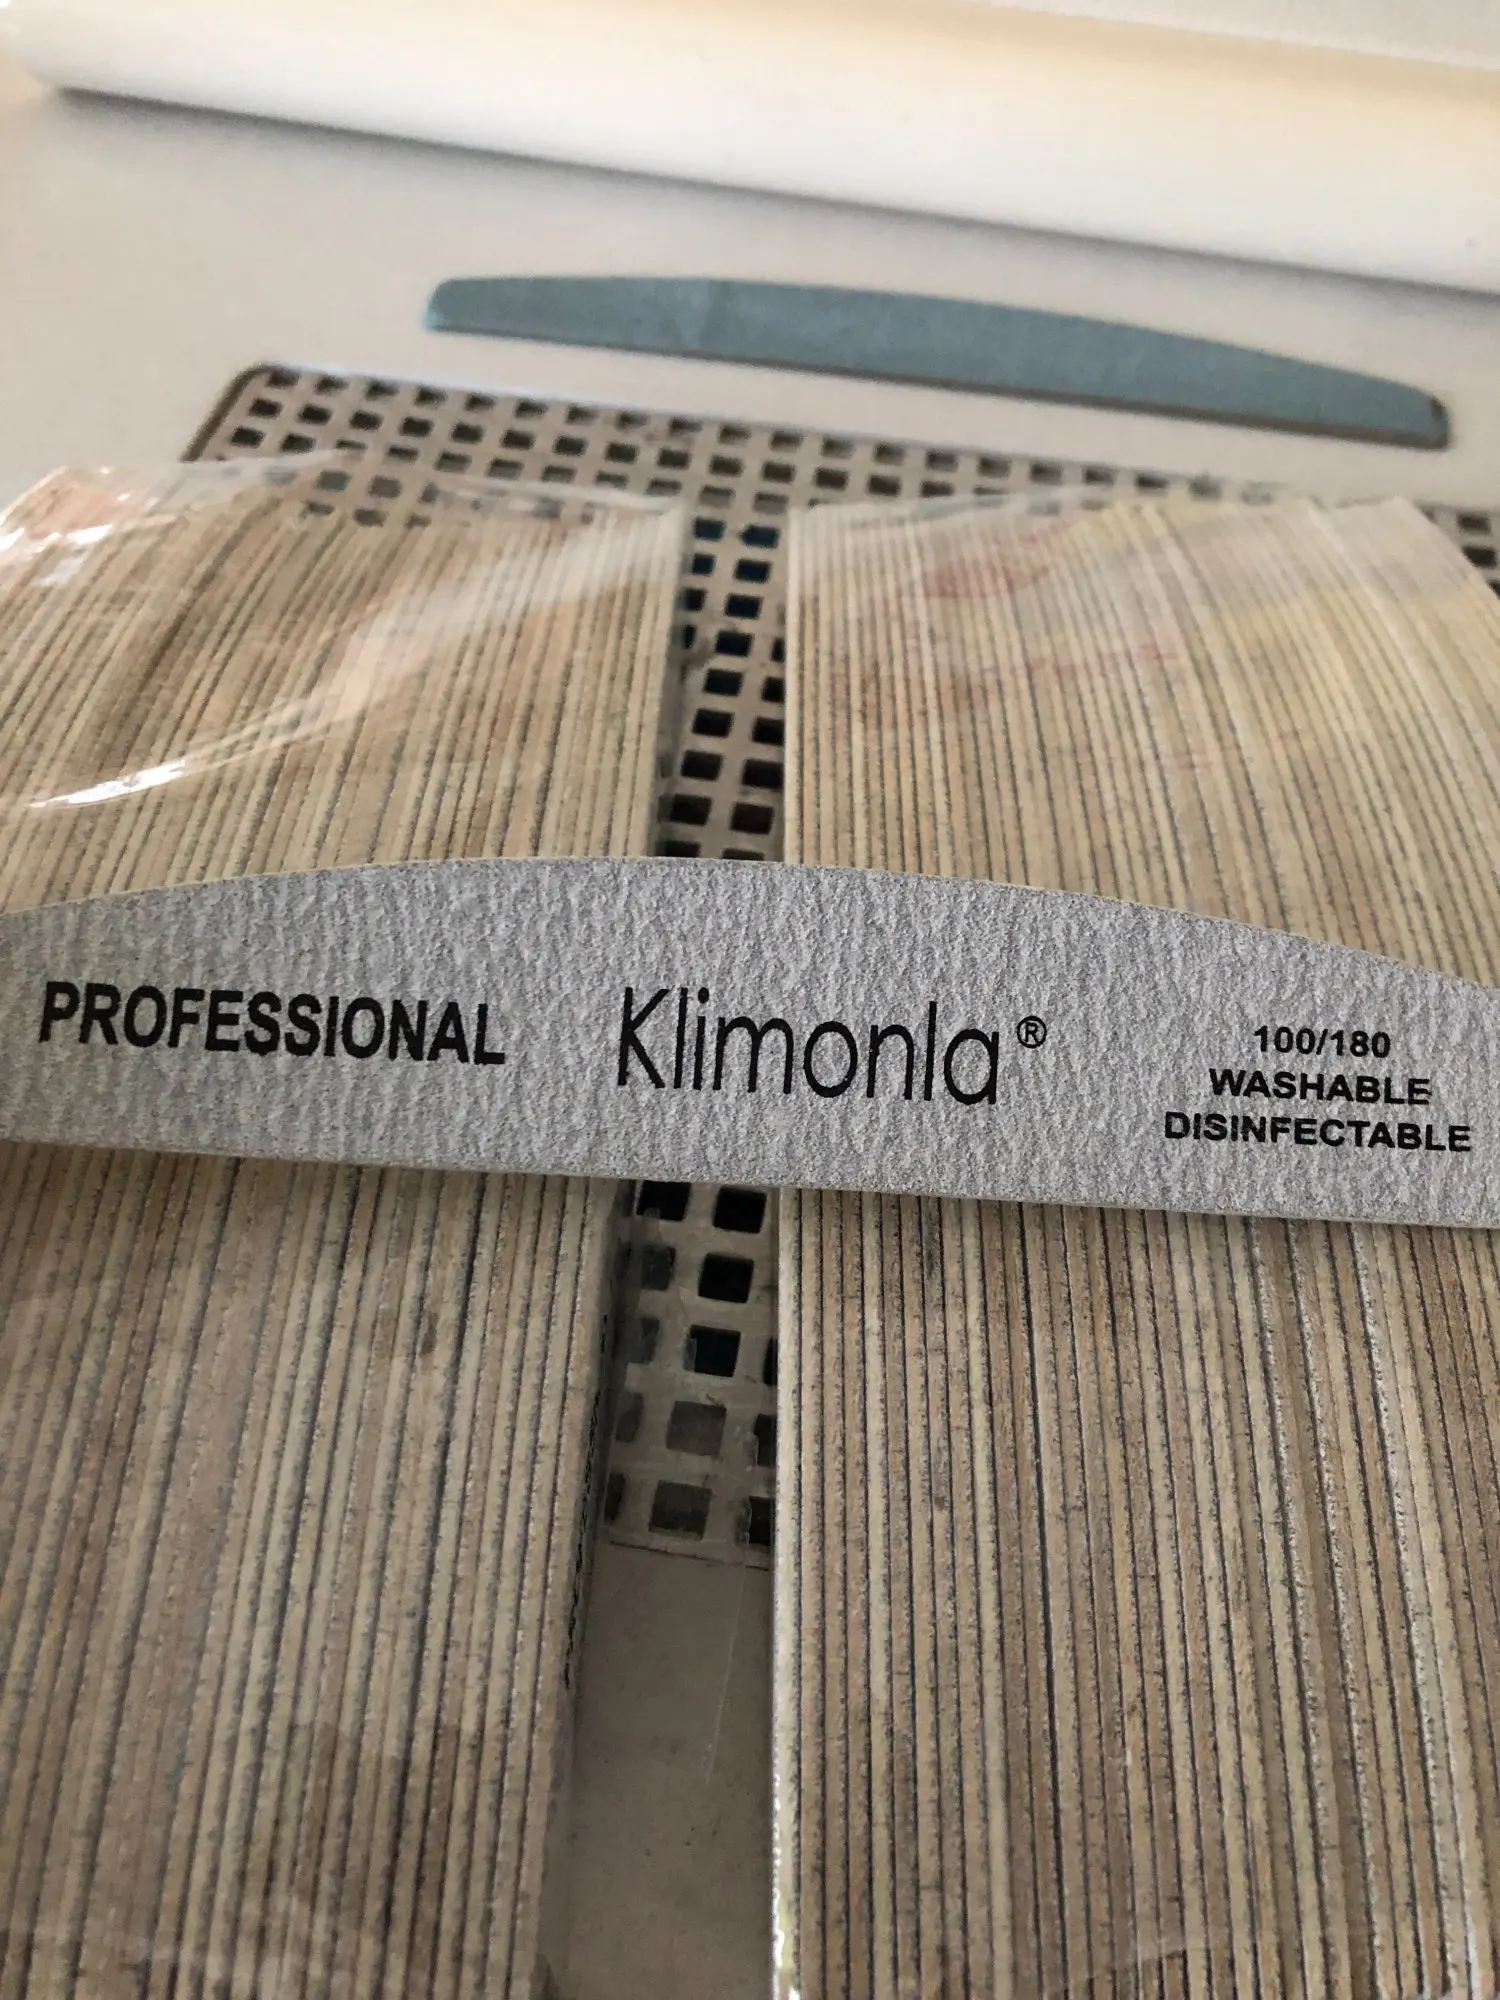 PROFESSIONAL
Klimonla®
100/180
WASHABLE
DISINFECTABLE